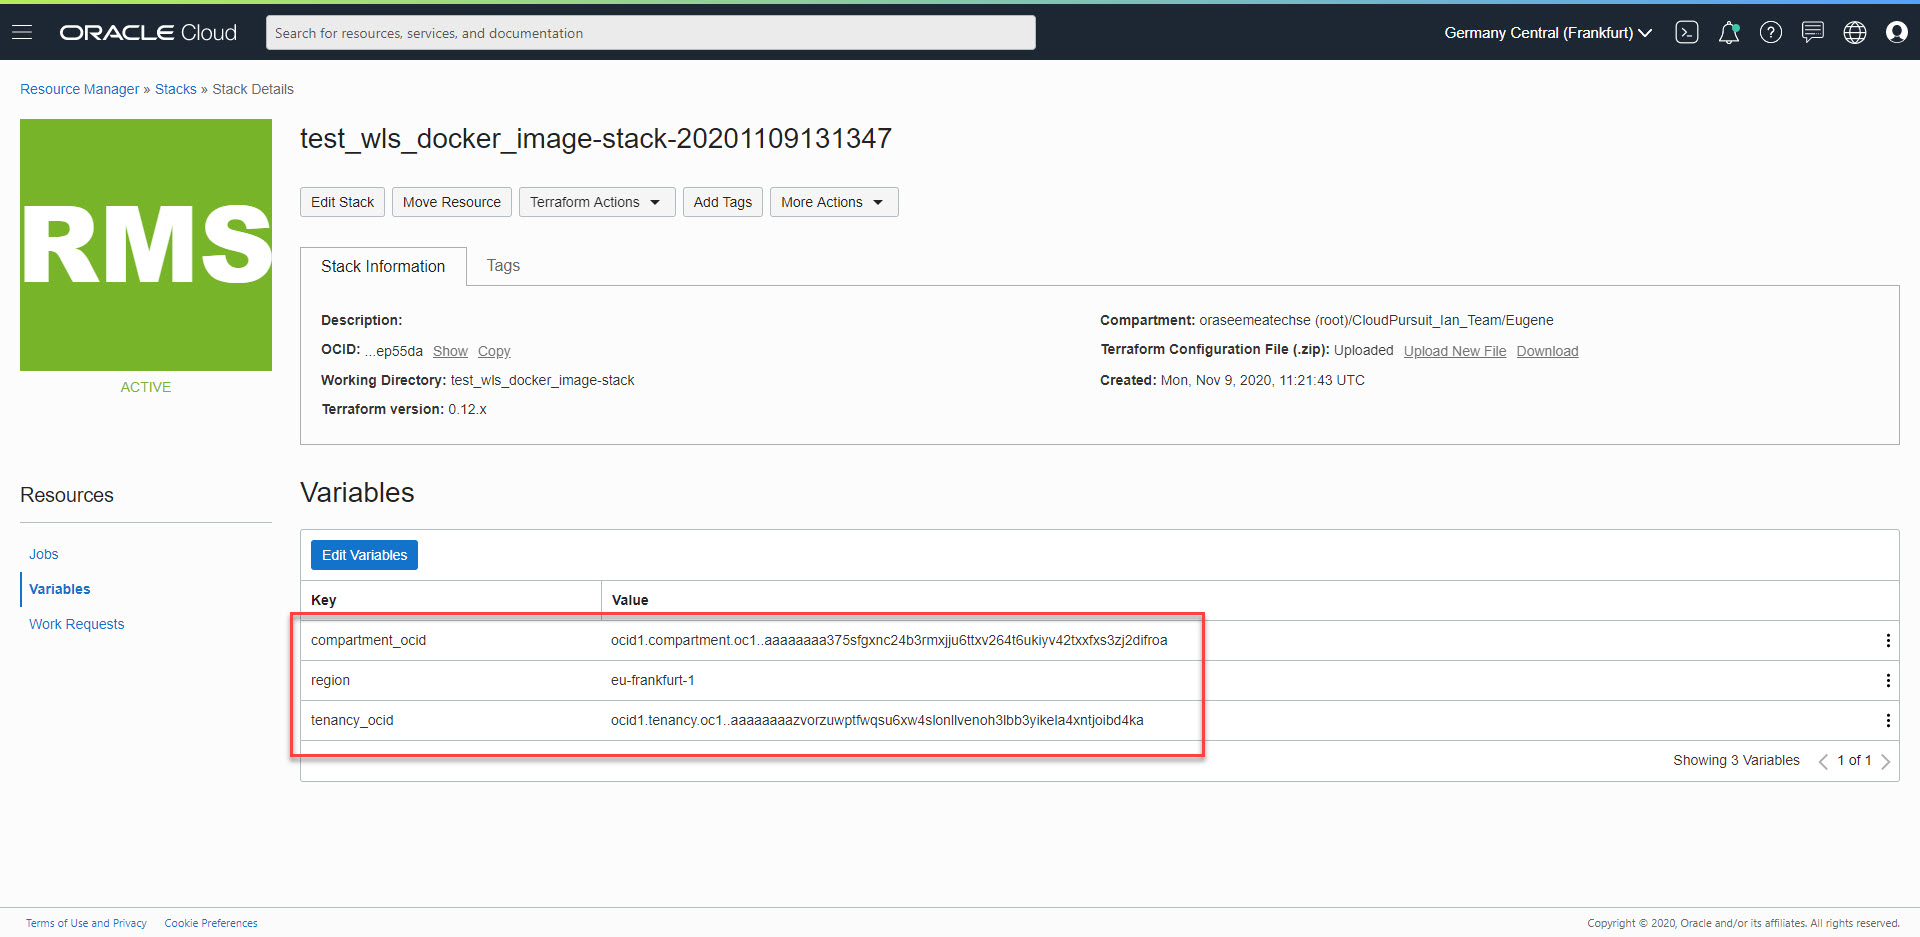 ORACLE Cloud
Search for resources, services, and documentation
Germany Central (Frankfurt)
Resource Manager » Stacks » Stack Details
RMS
ACTIVE
test_wls_docker_image-stack-20201109131347
Edit Stack Move Resource Terraform Actions Add Tags More Actions
Stack Information Tags
Description:
OCID: ...ep55da Show Copy
Working Directory: test_wls_docker_image-stack
Terraform version: 0.12.x
Compartment: oraseemeatechse (root)/CloudPursuit_Ian_Team/Eugene
Terraform Configuration File (.zip): Uploaded Upload New File Download
Created: Mon, Nov 9, 2020, 11:21:43 UTC
Resources
Jobs
Variables
Work Requests
Variables
Edit Variables
Key Value
compartment_ocid ocid1.compartment.oc1..aaaaaaaa375sfgxnc24b3rmxjju6ttxv264t6ukiyv42txxfxs3zj2difroa
region eu-frankfurt-1
tenancy_ocid ocid1.tenancy.oc1..aaaaaaaazvorzuwptfwqsu6xw4slonllvenoh3lbb3yikela4xntjoibd4ka
Showing 3 Variables 1 of 1
Terms of Use and Privacy Cookie Preferences
Copyright © 2020, Oracle and/or its affiliates. All rights reserved.